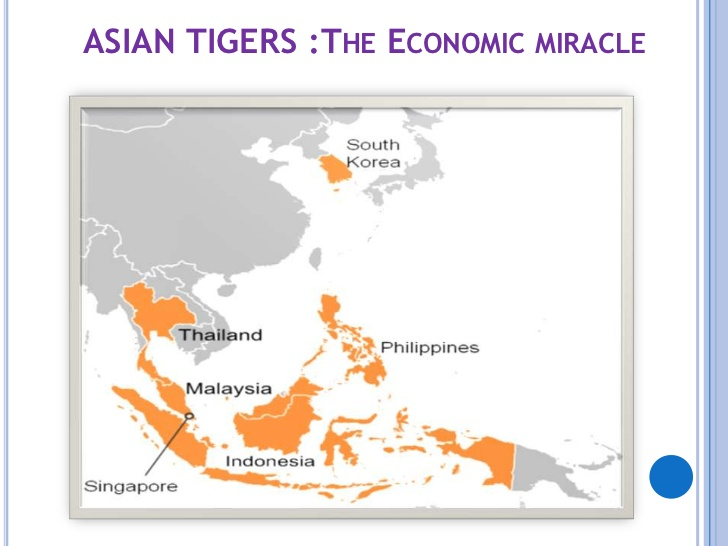 ASIAN TIGERS :THE ECONOMIC MIRACLE
South
Korea
Thailand
Philippines
Malaysia
Indonesia
Singapore